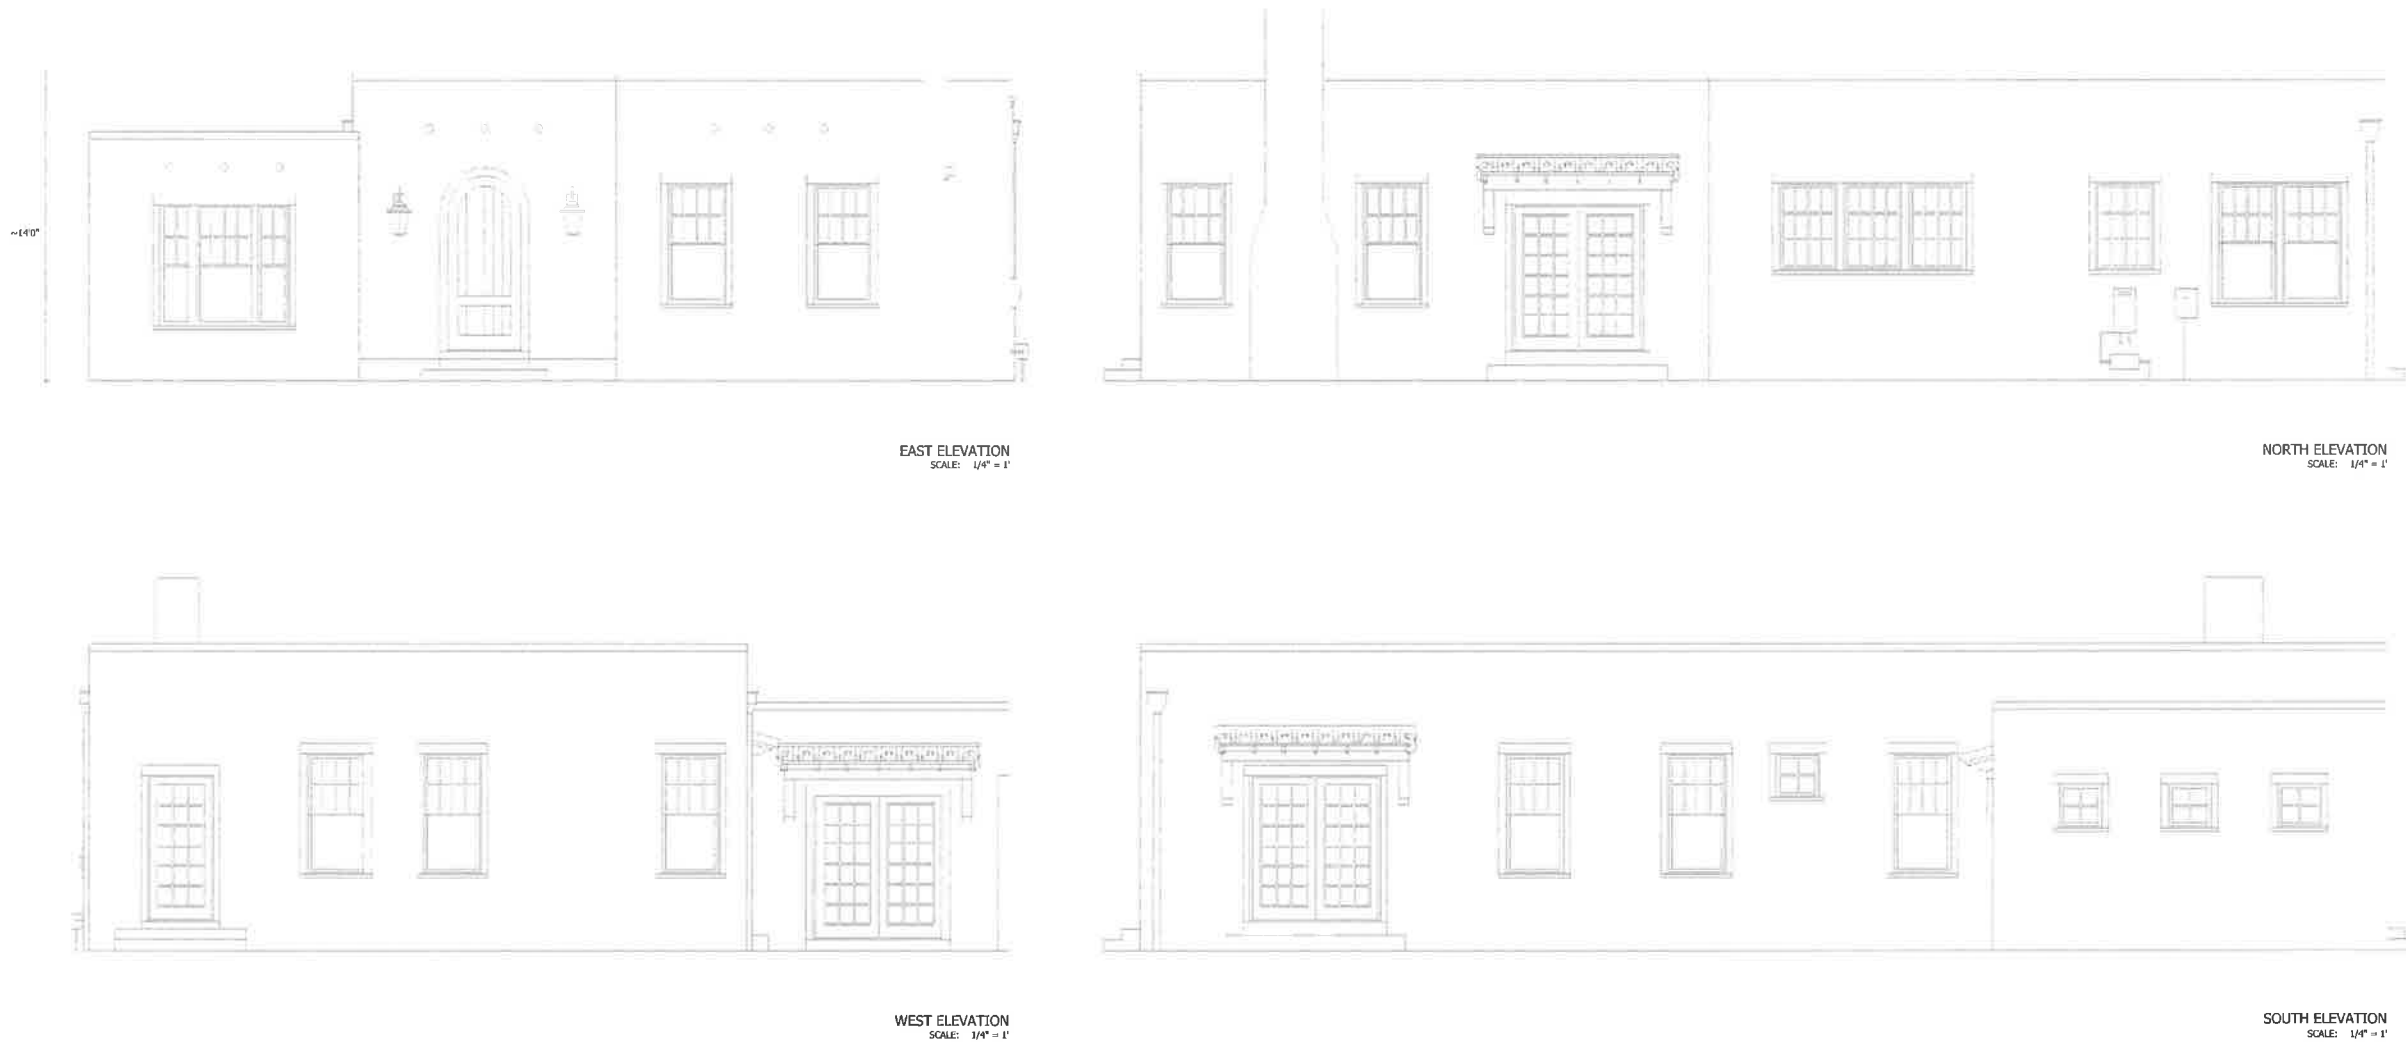 ~14'0"
EAST ELEVATION
SCALE: 1/4" = 1'
NORTH ELEVATION
SCALE: 1/4" = 1'
WEST ELEVATION
SCALE: 1/4" = 1'
SOUTH ELEVATION
SCALE: 1/4" = 1'